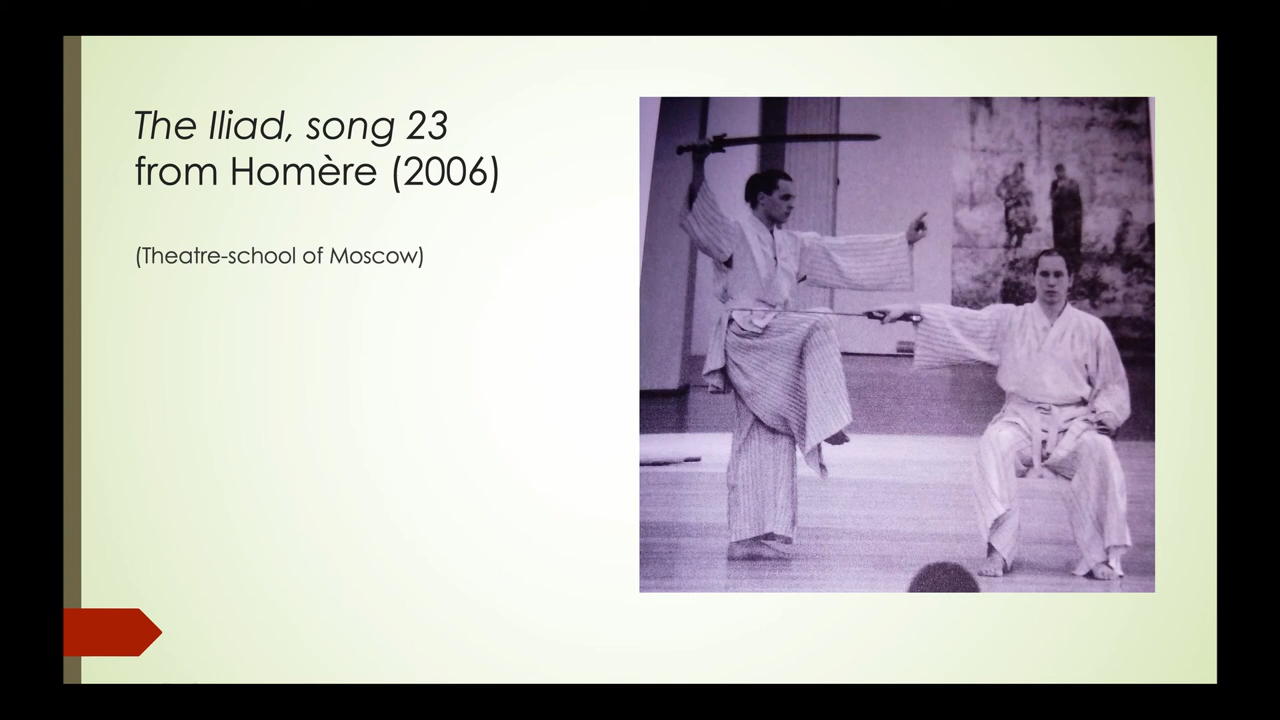 The Iliad, song 23
from Homère (2006)
(Theatre-school of Moscow)